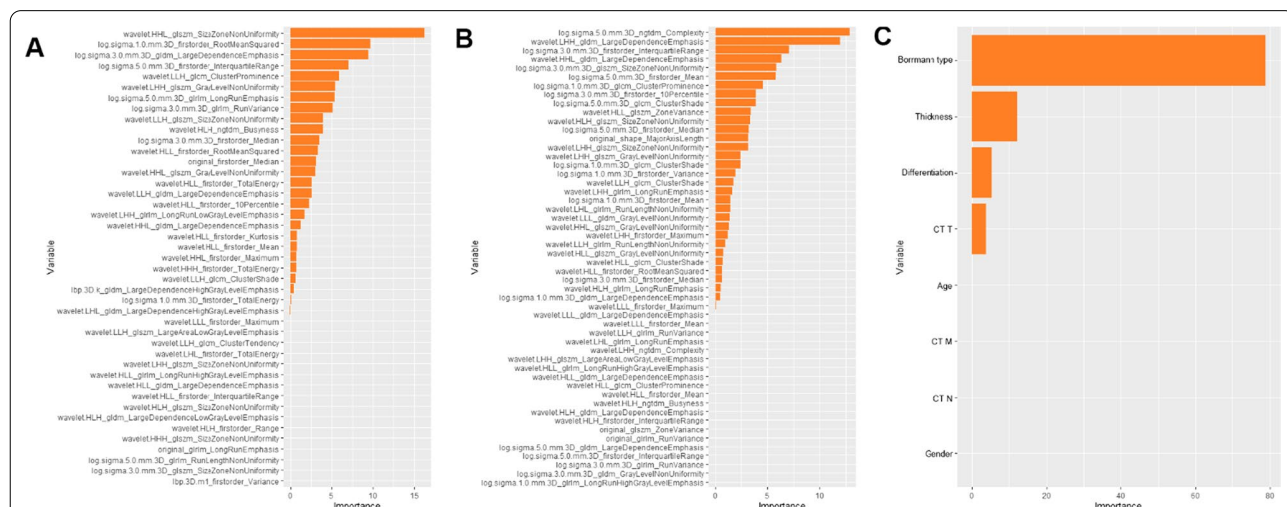 A
Variable
wavelet.HHL_glszm_SizeZoneNonUniformity
log.sigma.1.0.mm.3D_firstorder_RootMeanSquared
log.sigma.3.0.mm.3D_gldm_LargeDependenceEmphasis
log.sigma.5.0.mm.3D_firstorder_InterquartileRange
wavelet.LLH_glcm_ClusterProminence
wavelet.LHH_glszm_GrayLevelNonUniformity
log.sigma.5.0.mm.3D_glrlm_LongRunEmphasis
log.sigma.3.0.mm.3D_glrlm_RunVariance
wavelet.LLH_glszm_SizeZoneNonUniformity
wavelet.HLH_ngtdm_Busyness
log.sigma.3.0.mm.3D_firstorder_Median
wavelet.HLL_firstorder_RootMeanSquared
original_firstorder_Median
wavelet.HHL_glszm_GrayLevelNonUniformity
wavelet.HLL_firstorder_TotalEnergy
wavelet.LLH_gldm_LargeDependenceEmphasis
wavelet.HLL_firstorder_10Percentile
wavelet.LHH_glrlm_LongRunLowGrayLevelEmphasis
wavelet.HHL_gldm_LargeDependenceEmphasis
wavelet.HLL_firstorder_Kurtosis
wavelet.HLL_firstorder_Mean
wavelet.HHL_firstorder_Maximum
wavelet.HHH_firstorder_TotalEnergy
wavelet.LLH_glcm_ClusterShade
lbp.3D.k_gldm_LargeDependenceHighGrayLevelEmphasis
log.sigma.1.0.mm.3D_firstorder_TotalEnergy
wavelet.LHL_gldm_LargeDependenceHighGrayLevelEmphasis
wavelet.LLL_firstorder_Maximum
wavelet.LLH_glszm_LargeAreaLowGrayLevelEmphasis
wavelet.LLH_glcm_ClusterTendency
wavelet.LHL_firstorder_TotalEnergy
wavelet.LHH_glszm_SizeZoneNonUniformity
wavelet.HLL_glrlm_LongRunHighGrayLevelEmphasis
wavelet.HLL_gldm_LargeDependenceEmphasis
wavelet.HLL_firstorder_InterquartileRange
wavelet.HLH_glszm_SizeZoneNonUniformity
wavelet.HLH_gldm_LargeDependenceLowGrayLevelEmphasis
wavelet.HLH_firstorder_Range
wavelet.HHH_glszm_SizeZoneNonUniformity
original_glrlm_LongRunEmphasis
log.sigma.5.0.mm.3D_glrlm_RunLengthNonUniformity
log.sigma.3.0.mm.3D_glszm_SizeZoneNonUniformity
lbp.3D.m1_firstorder_Variance
0 5 10 15
Importance
B
Variable
log.sigma.5.0.mm.3D_ngtdm_Complexity
wavelet.LHH_gldm_LargeDependenceEmphasis
log.sigma.3.0.mm.3D_firstorder_InterquartileRange
wavelet.HHL_gldm_LargeDependenceEmphasis
log.sigma.3.0.mm.3D_glszm_SizeZoneNonUniformity
log.sigma.5.0.mm.3D_firstorder_Mean
log.sigma.1.0.mm.3D_glcm_ClusterProminence
log.sigma.3.0.mm.3D_firstorder_10Percentile
log.sigma.5.0.mm.3D_glcm_ClusterShade
wavelet.HLL_glszm_ZoneVariance
wavelet.HLH_glszm_SizeZoneNonUniformity
log.sigma.5.0.mm.3D_firstorder_Median
original_shape_MajorAxisLength
wavelet.LHH_glszm_SizeZoneNonUniformity
wavelet.LHH_glszm_GrayLevelNonUniformity
log.sigma.1.0.mm.3D_glcm_ClusterShade
log.sigma.1.0.mm.3D_firstorder_Variance
wavelet.LLH_glcm_ClusterShade
wavelet.LHH_glrlm_LongRunEmphasis
log.sigma.1.0.mm.3D_firstorder_Mean
wavelet.LHL_glrlm_RunLengthNonUniformity
wavelet.LLL_gldm_GrayLevelNonUniformity
wavelet.HHL_glszm_GrayLevelNonUniformity
wavelet.LHH_firstorder_Maximum
wavelet.LLH_glrlm_RunLengthNonUniformity
wavelet.HLL_glszm_GrayLevelNonUniformity
wavelet.HLL_glcm_ClusterShade
wavelet.HLL_firstorder_RootMeanSquared
log.sigma.3.0.mm.3D_firstorder_Median
wavelet.HLH_glrlm_LongRunEmphasis
log.sigma.1.0.mm.3D_gldm_LargeDependenceEmphasis
wavelet.LLL_firstorder_Maximum
wavelet.LLL_gldm_LargeDependenceEmphasis
wavelet.LLL_firstorder_Mean
wavelet.LLH_glrlm_RunVariance
wavelet.LHL_glrlm_LongRunEmphasis
wavelet.LHH_ngtdm_Complexity
wavelet.LHH_glszm_LargeAreaLowGrayLevelEmphasis
wavelet.HLL_glrlm_LongRunHighGrayLevelEmphasis
wavelet.HLL_gldm_LargeDependenceEmphasis
wavelet.HLL_glcm_ClusterProminence
wavelet.HLL_firstorder_Mean
wavelet.HLH_ngtdm_Busyness
wavelet.HLH_gldm_LargeDependenceEmphasis
wavelet.HLH_firstorder_InterquartileRange
original_glszm_ZoneVariance
original_glrlm_RunVariance
log.sigma.5.0.mm.3D_gldm_LargeDependenceEmphasis
log.sigma.5.0.mm.3D_firstorder_InterquartileRange
log.sigma.3.0.mm.3D_glrlm_RunVariance
log.sigma.3.0.mm.3D_gldm_GrayLevelNonUniformity
log.sigma.1.0.mm.3D_glrlm_LongRunHighGrayLevelEmphasis
0 5 10
Importance
C
Variable
Borrmann type
Thickness
Differentiation
CT T
Age
CT M
CT N
Gender
0 20 40 60 80
Importance